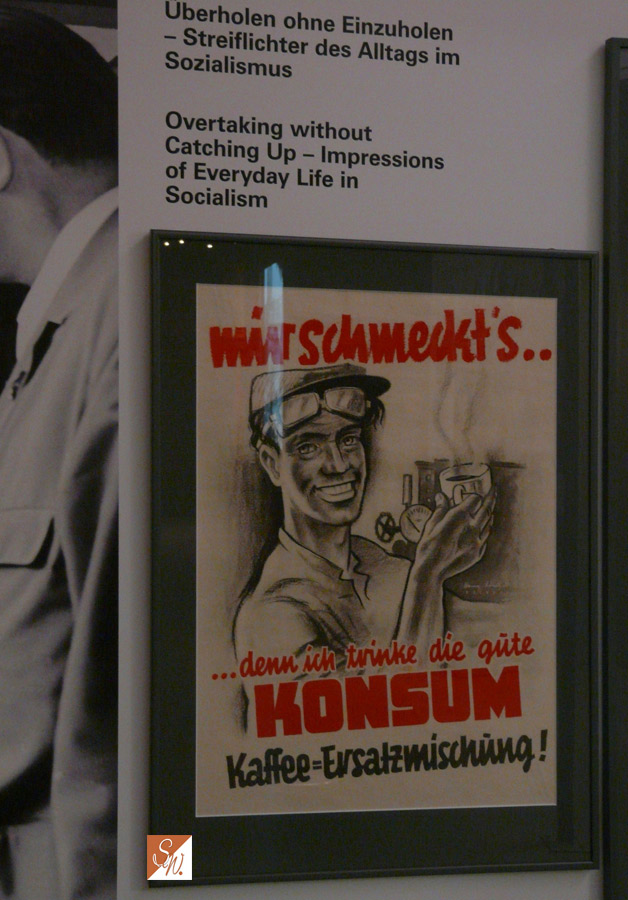 Überholen ohne Einzuholen
– Streiflichter des Alltags im
Sozialismus
Overtaking without
Catching Up – Impressions
of Everyday Life in
Socialism
mir schmeckt's..
...denn ich trinke die gute
KONSUM
Kaffee=Ersatzmischung!
S.W.